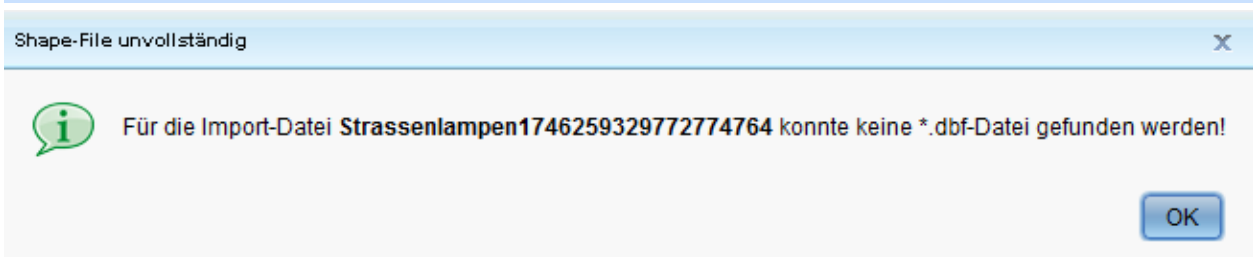 Shape-File unvollständig
x
Für die Import-Datei Strassenlampen1746259329772774764 konnte keine *.dbf-Datei gefunden werden!
OK